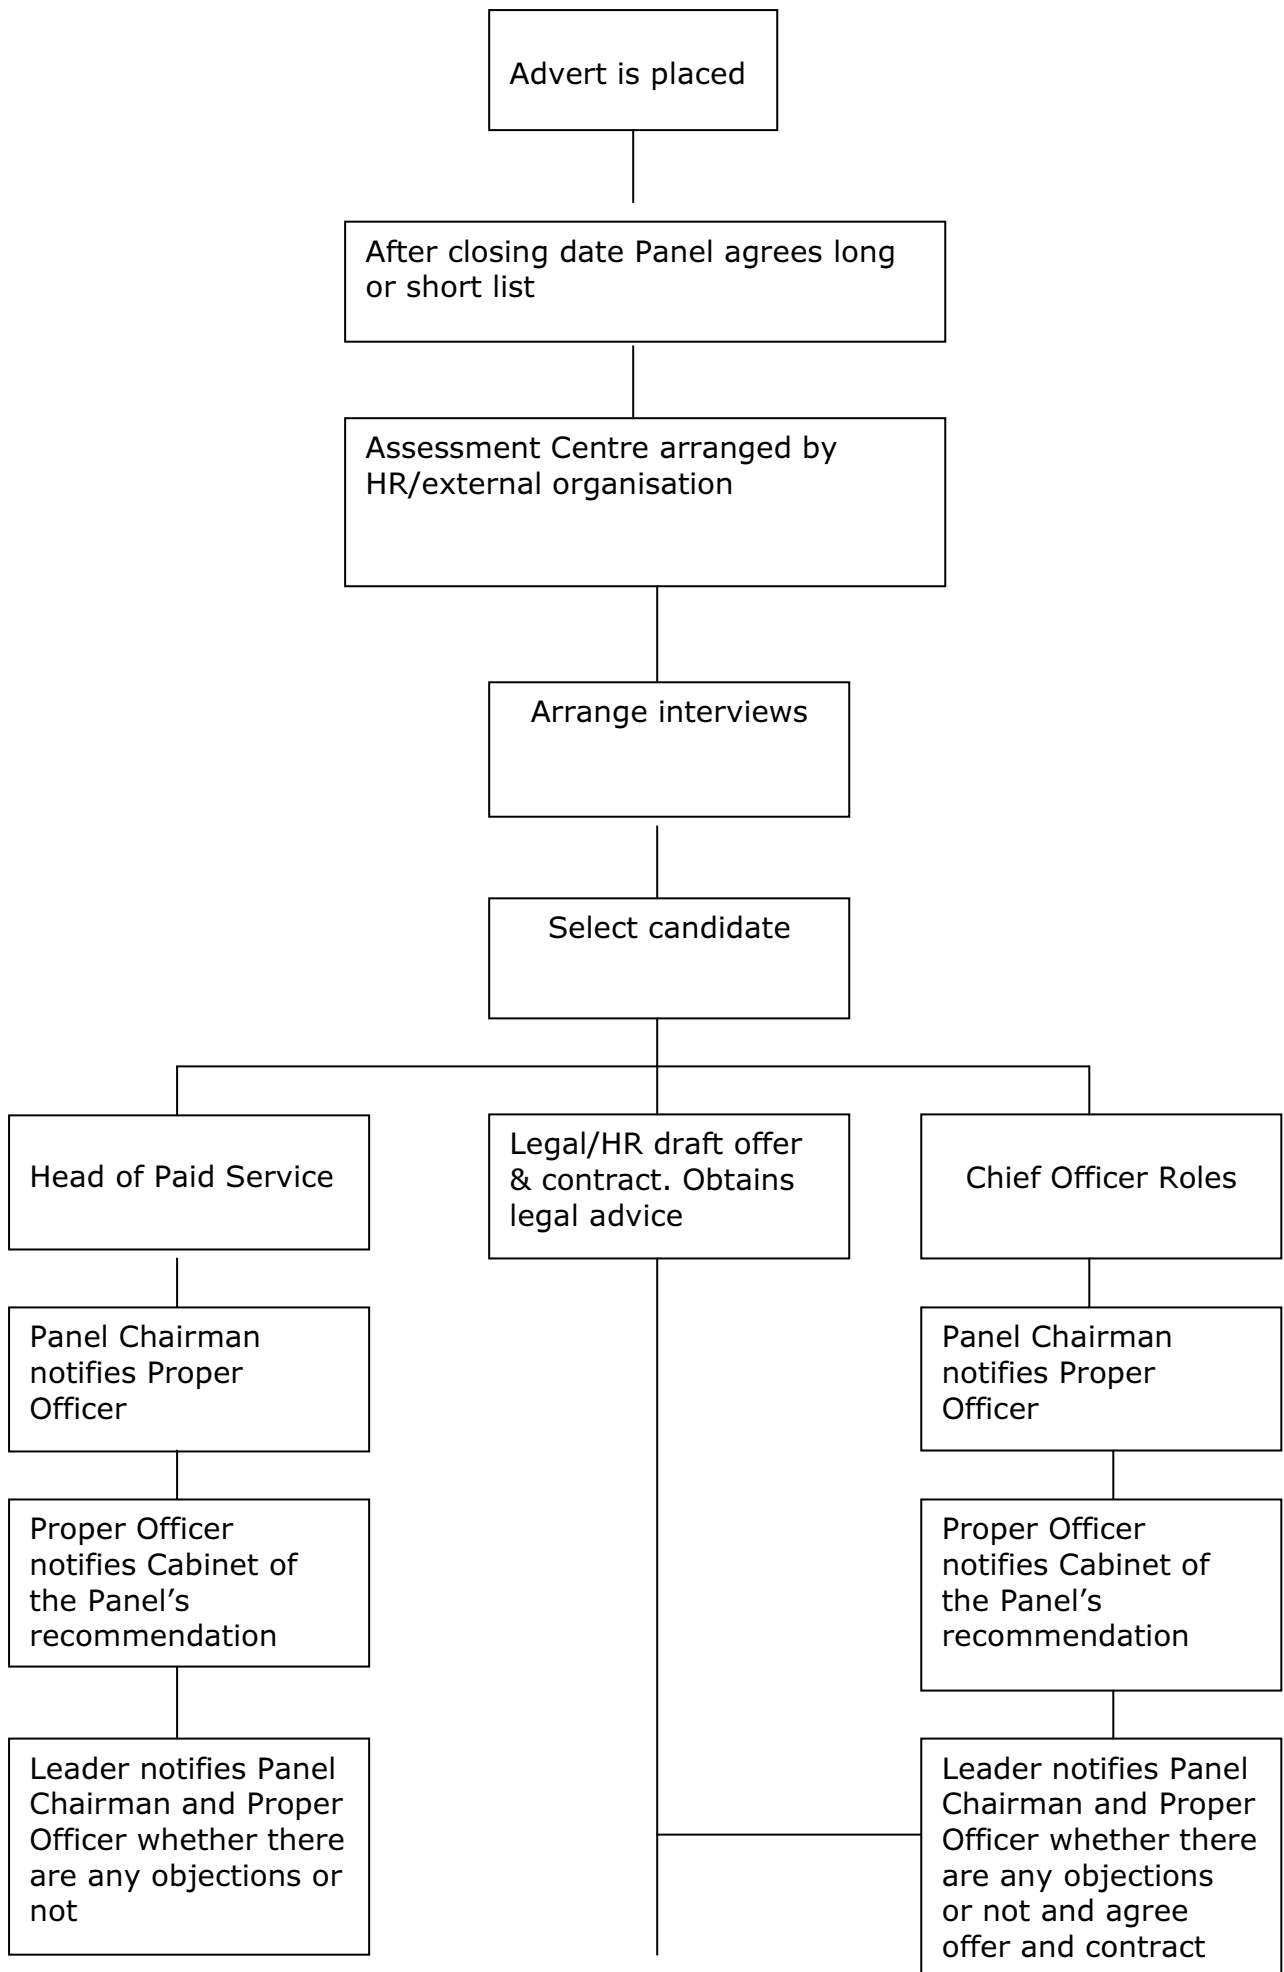 Advert is placed
After closing date Panel agrees long
or short list
Assessment Centre arranged by
HR/external organisation
Arrange interviews
Select candidate
Head of Paid Service
Legal/HR draft offer
& contract. Obtains
legal advice
Chief Officer Roles
Panel Chairman
notifies Proper
Officer
Panel Chairman
notifies Proper
Officer
Proper Officer
notifies Cabinet of
the Panel’s
recommendation
Proper Officer
notifies Cabinet of
the Panel’s
recommendation
Leader notifies Panel
Chairman and Proper
Officer whether there
are any objections or
not
Leader notifies Panel
Chairman and Proper
Officer whether there
are any objections
or not and agree
offer and contract